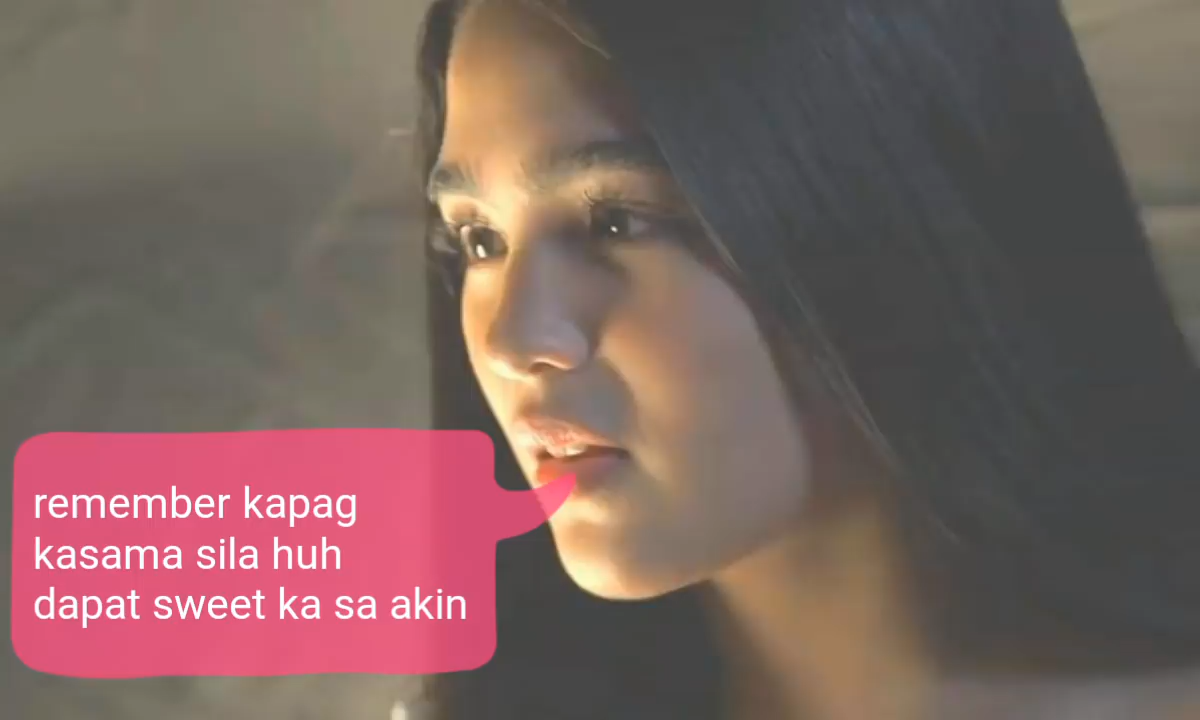 remember kapag
kasama sila huh
dapat sweet ka sa akin